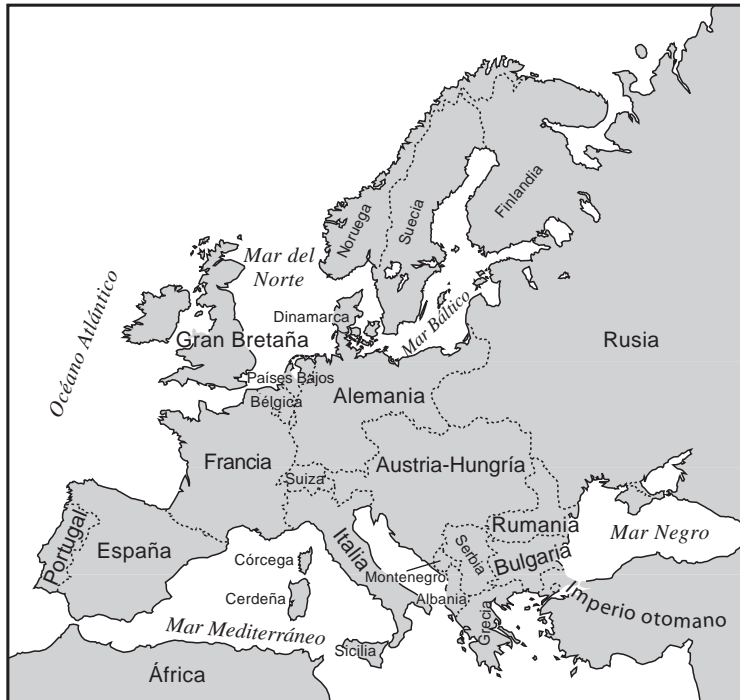 Noruega
Suecia
Finlandia
Mar del
Norte
Océano Atlántico
Dinamarca
Mar Báltico
Gran Bretaña
Rusia
Países Bajos
Bélgica
Alemania
Francia
Suiza
Austria-Hungría
Portugal
España
Italia
Rumania
Mar Negro
Serbia
Bulgaria
Córcega
Montenegro
Cerdeña
Albania
Imperio otomano
Grecia
Mar Mediterráneo
Sicilia
África